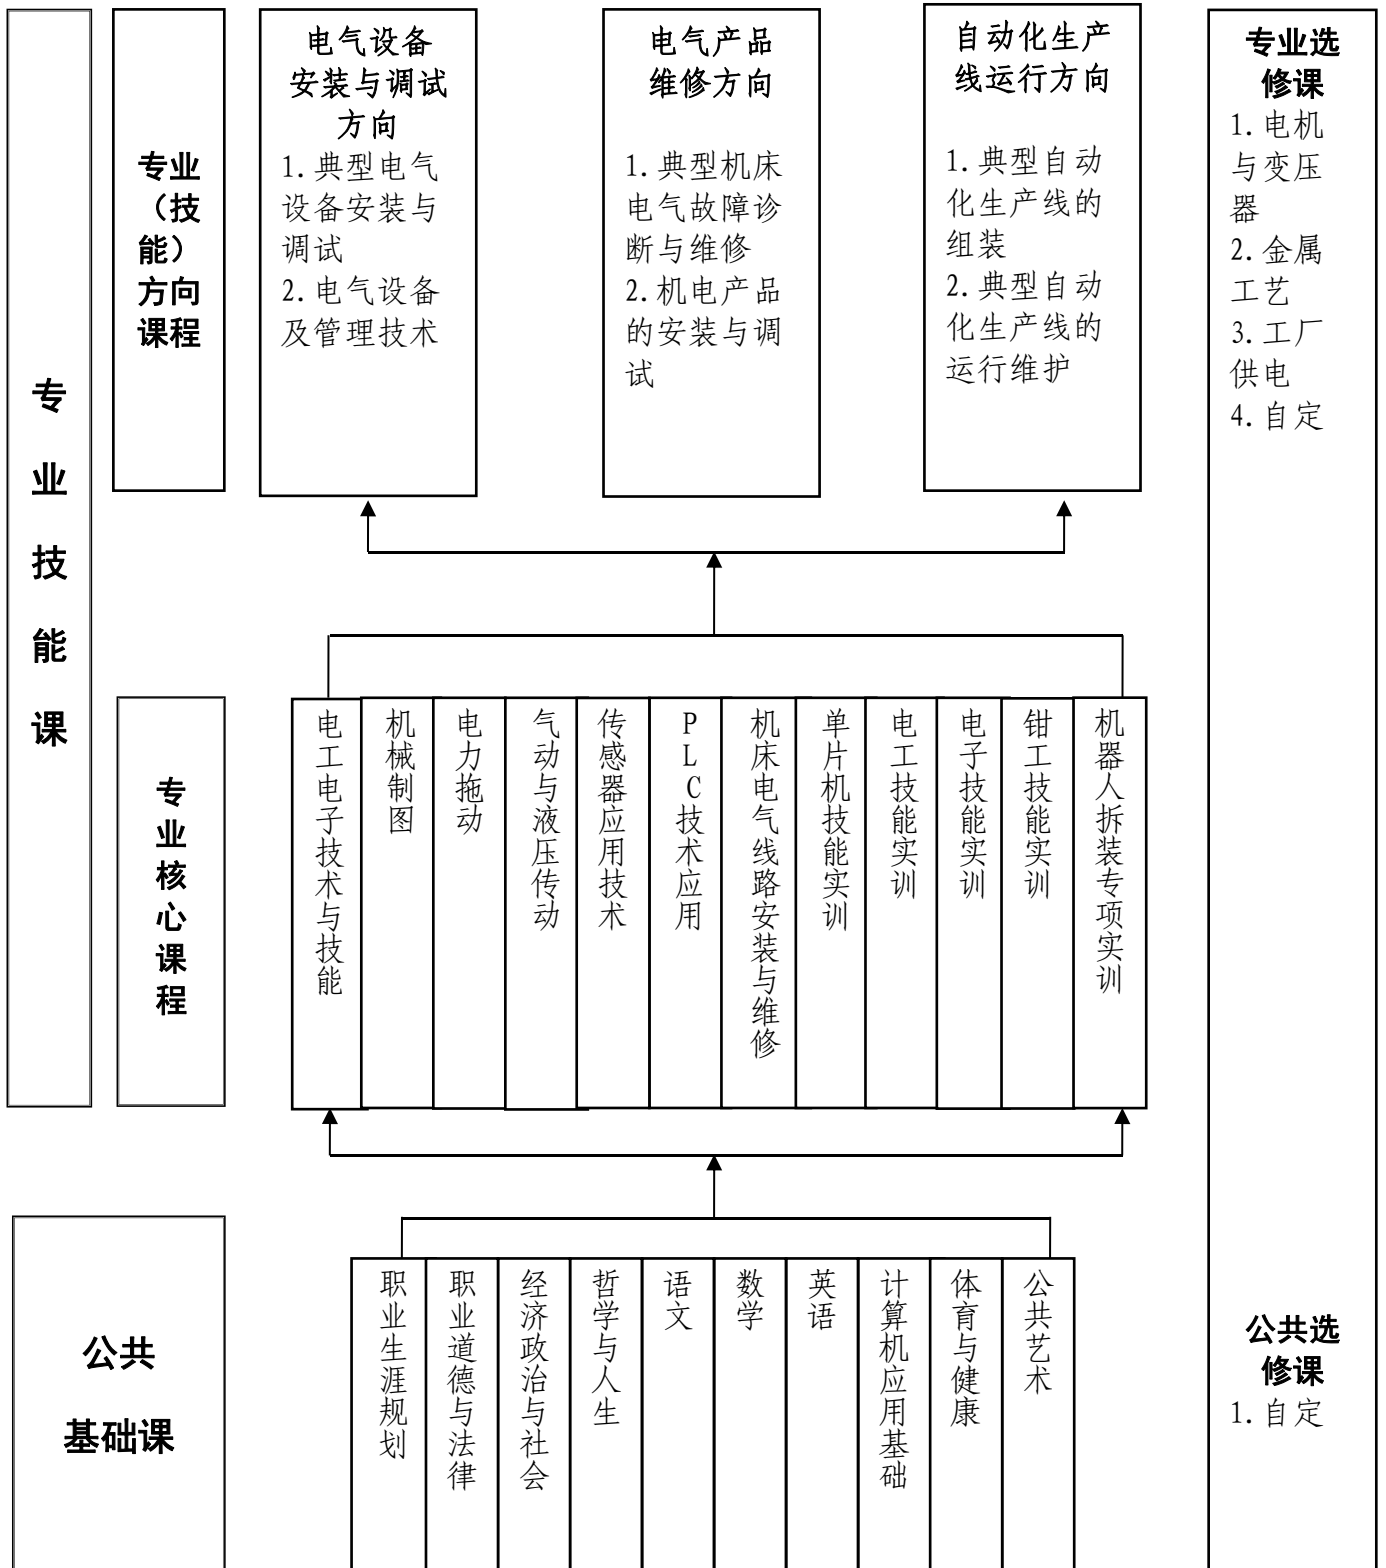 专业技能课
专业
（技
能）
方向
课程
电气设备
安装与调试
方向
1.典型电气
设备安装与
调试
2.电气设备
及管理技术
电气产品
维修方向
1.典型机床
电气故障诊
断与维修
2.机电产品
的安装与调
试
自动化生产
线运行方向
1.典型自动
化生产线的
组装
2.典型自动
化生产线的
运行维护
专业选
修课
1.电机
与变压
器
2.金属
工艺
3.工厂
供电
4.自定
专业核心课程
电工电子技术与技能
机械制图
电力拖动
气动与液压传动
传感器应用技术
PLC技术应用
机床电气线路安装与维修
单片机技能实训
电工技能实训
电子技能实训
钳工技能实训
机器人拆装专项实训
公共
基础课
职业生涯规划
职业道德与法律
经济政治与社会
哲学与人生
语文
数学
英语
计算机应用基础
体育与健康
公共艺术
公共选
修课
1.自定